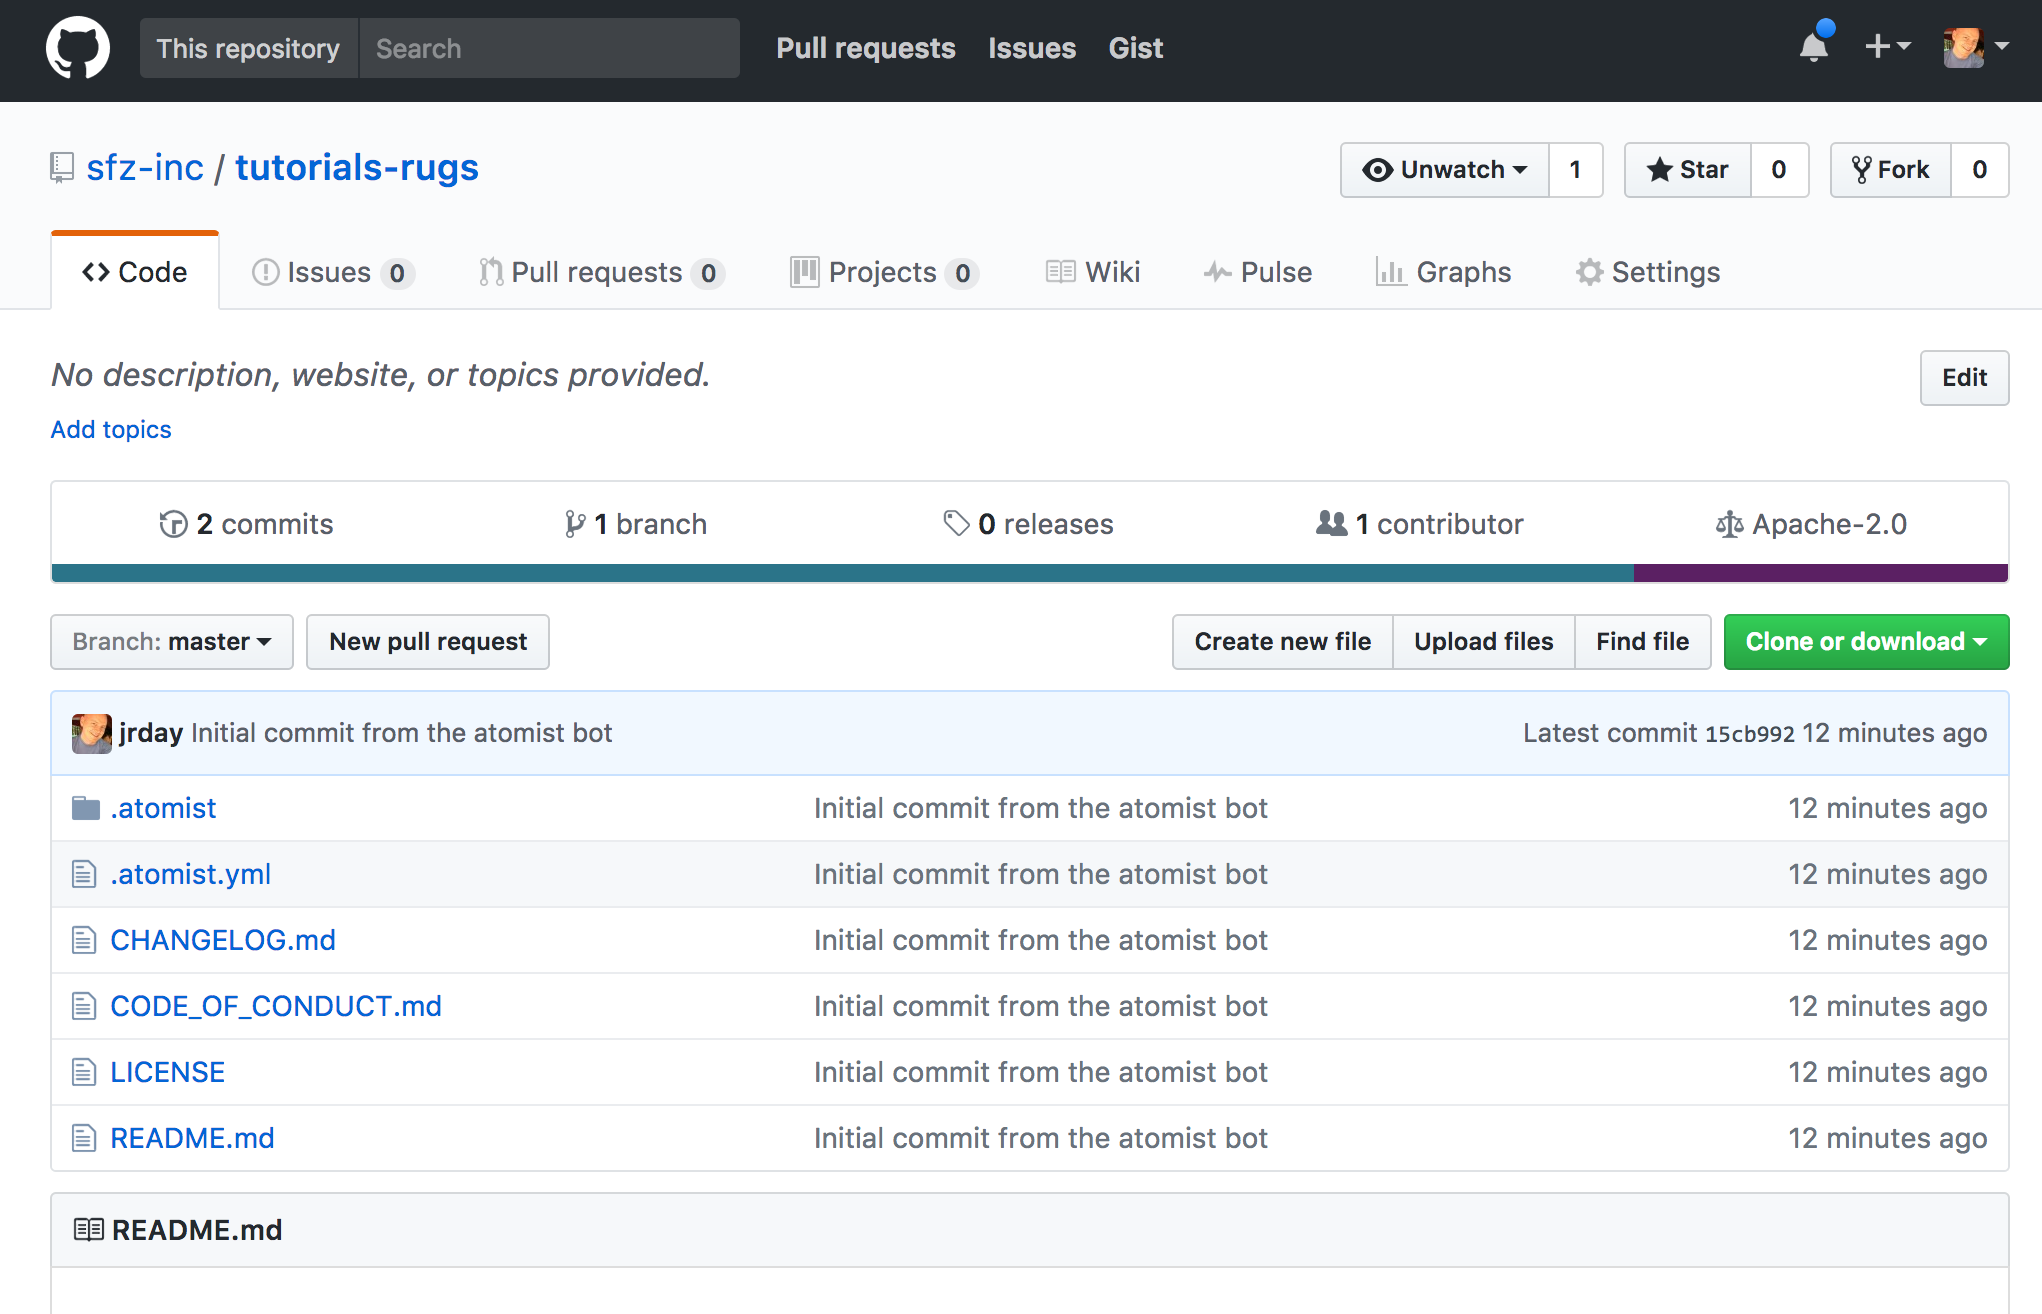 This repository Search Pull requests Issues Gist
sfz-inc / tutorials-rugs Unwatch 1 Star 0 Fork 0
Code Issues 0 Pull requests 0 Projects 0 Wiki Pulse Graphs Settings
No description, website, or topics provided. Edit
Add topics
2 commits 1 branch 0 releases 1 contributor Apache-2.0
Branch: master New pull request Create new file Upload files Find file Clone or download
jrday Initial commit from the atomist bot Latest commit 15cb992 12 minutes ago
.atomist Initial commit from the atomist bot 12 minutes ago
.atomist.yml Initial commit from the atomist bot 12 minutes ago
CHANGELOG.md Initial commit from the atomist bot 12 minutes ago
CODE_OF_CONDUCT.md Initial commit from the atomist bot 12 minutes ago
LICENSE Initial commit from the atomist bot 12 minutes ago
README.md Initial commit from the atomist bot 12 minutes ago
README.md